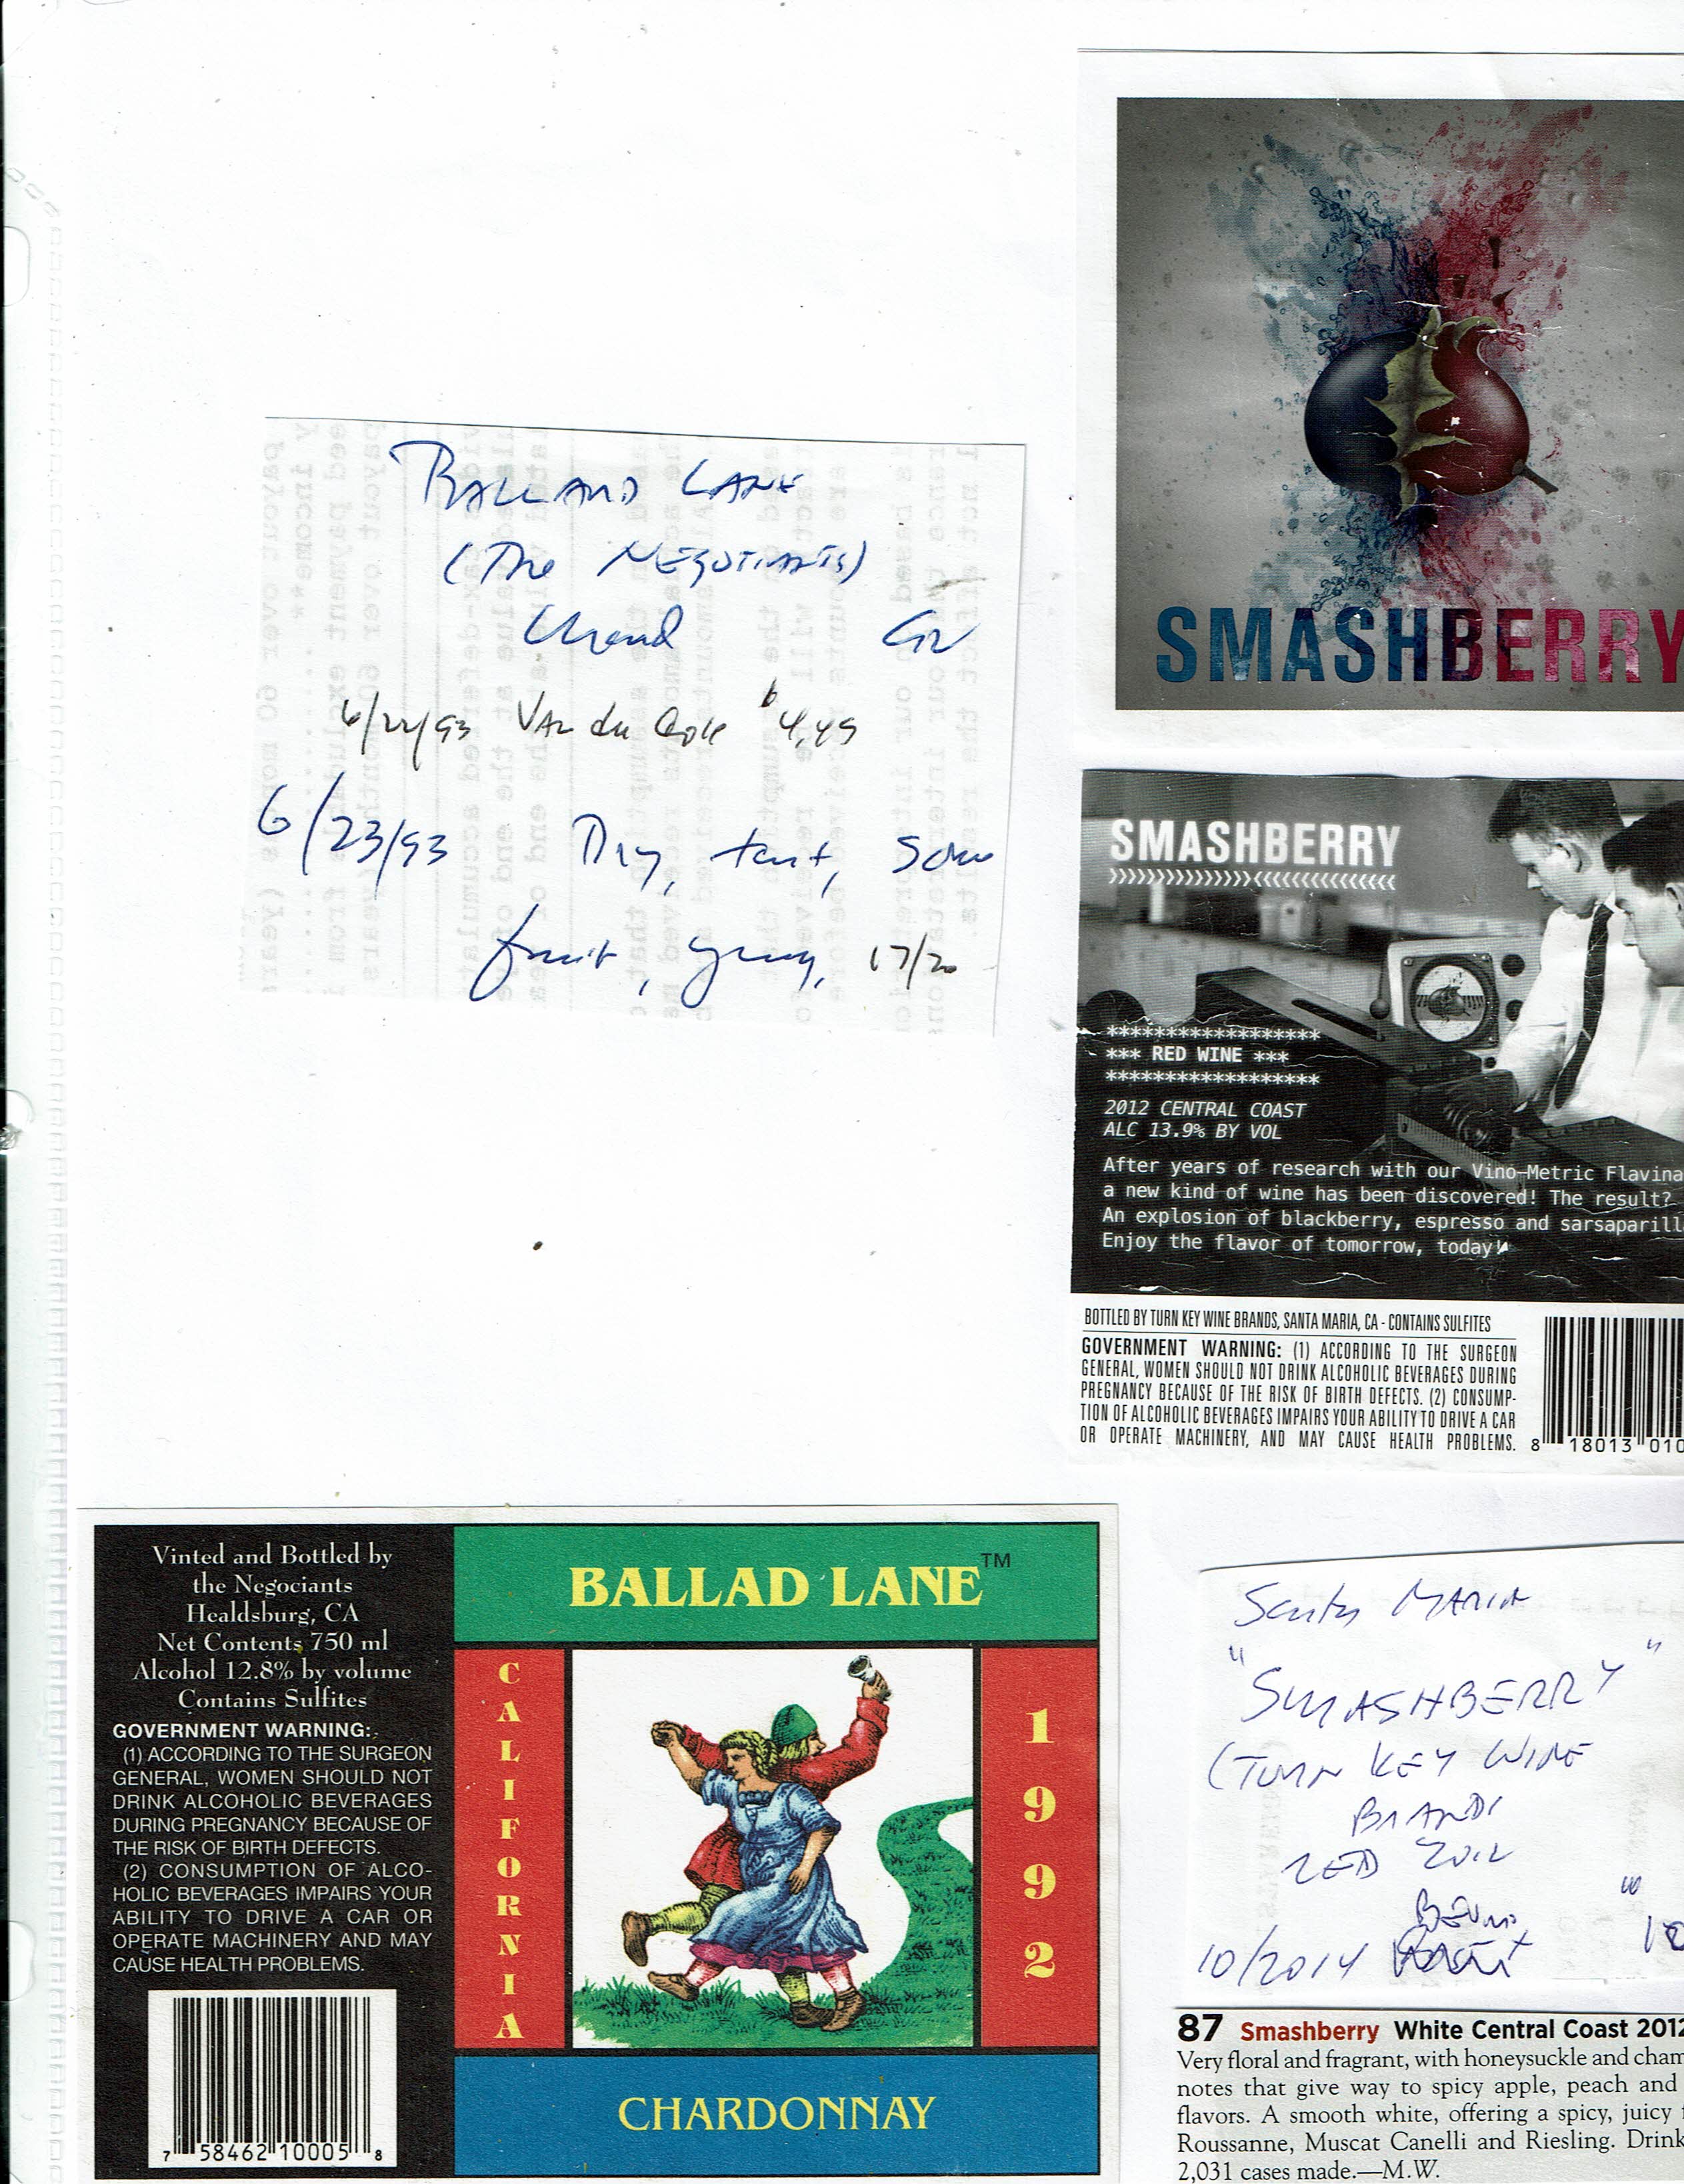 BALLAND LANE
(The NEGOTIANTS)
Chard
6/22/93 $4.49
6/23/93 Dry, tart, some
fruit, young, 17/20
SMASHBERRY
SMASHBERRY
>>>>>>>>>>>>>>><<<<<<<<<<<<<<<
******************
*** RED WINE ***
******************
2012 CENTRAL COAST
ALC 13.9% BY VOL
After years of research with our Vino-Metric Flavina
a new kind of wine has been discovered! The result?
An explosion of blackberry, espresso and sarsaparill
Enjoy the flavor of tomorrow, today!
BOTTLED BY TURN KEY WINE BRANDS, SANTA MARIA, CA - CONTAINS SULFITES
GOVERNMENT WARNING: (1) ACCORDING TO THE SURGEON
GENERAL, WOMEN SHOULD NOT DRINK ALCOHOLIC BEVERAGES DURING
PREGNANCY BECAUSE OF THE RISK OF BIRTH DEFECTS. (2) CONSUMP-
TION OF ALCOHOLIC BEVERAGES IMPAIRS YOUR ABILITY TO DRIVE A CAR
OR OPERATE MACHINERY, AND MAY CAUSE HEALTH PROBLEMS.
8 18013 010
Vinted and Bottled by
the Negociants
Healdsburg, CA
Net Contents 750 ml
Alcohol 12.8% by volume
Contains Sulfites
GOVERNMENT WARNING:
(1) ACCORDING TO THE SURGEON
GENERAL, WOMEN SHOULD NOT
DRINK ALCOHOLIC BEVERAGES
DURING PREGNANCY BECAUSE OF
THE RISK OF BIRTH DEFECTS.
(2) CONSUMPTION OF ALCO-
HOLIC BEVERAGES IMPAIRS YOUR
ABILITY TO DRIVE A CAR OR
OPERATE MACHINERY AND MAY
CAUSE HEALTH PROBLEMS.
7 58462 10005 8
BALLAD LANE™
CALIFORNIA
1992
CHARDONNAY
Santa MARIA
"SMASHBERRY"
(TURN KEY WINE
BRANDS
RED 2012
10/2014
87 Smashberry White Central Coast 2012
Very floral and fragrant, with honeysuckle and cham
notes that give way to spicy apple, peach and
flavors. A smooth white, offering a spicy, juicy
Roussanne, Muscat Canelli and Riesling. Drink
2,031 cases made.—M.W.